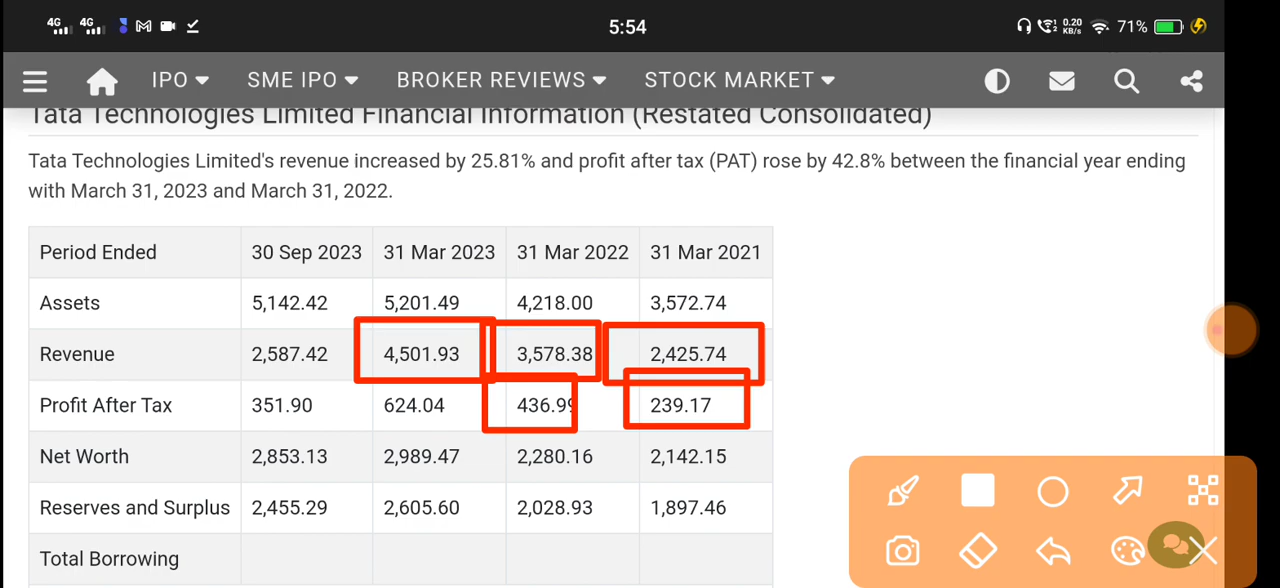 4G 4G 5:54 0.20 KB/s 71%
IPO SME IPO BROKER REVIEWS STOCK MARKET
Tata Technologies Limited Financial Information (Restated Consolidated)
Tata Technologies Limited's revenue increased by 25.81% and profit after tax (PAT) rose by 42.8% between the financial year ending
with March 31, 2023 and March 31, 2022.
Period Ended 30 Sep 2023 31 Mar 2023 31 Mar 2022 31 Mar 2021
Assets 5,142.42 5,201.49 4,218.00 3,572.74
Revenue 2,587.42 4,501.93 3,578.38 2,425.74
Profit After Tax 351.90 624.04 436.99 239.17
Net Worth 2,853.13 2,989.47 2,280.16 2,142.15
Reserves and Surplus 2,455.29 2,605.60 2,028.93 1,897.46
Total Borrowing